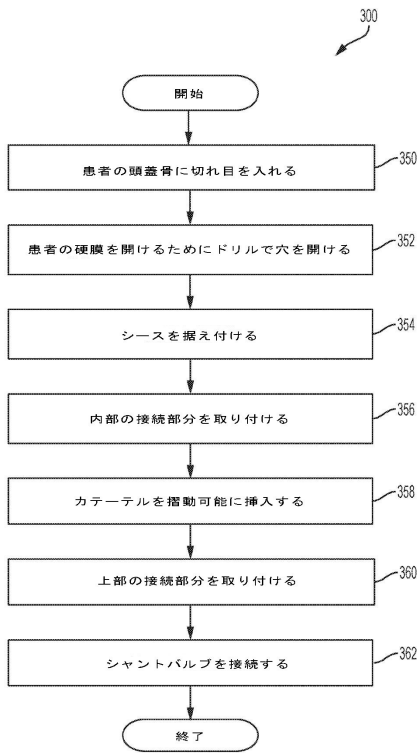 300
開始
患者の頭蓋骨に切れ目を入れる
350
患者の硬膜を開けるためにドリルで穴を開ける
352
シースを据え付ける
354
内部の接続部分を取り付ける
356
カテーテルを摺動可能に挿入する
358
上部の接続部分を取り付ける
360
シャントバルブを接続する
362
終了